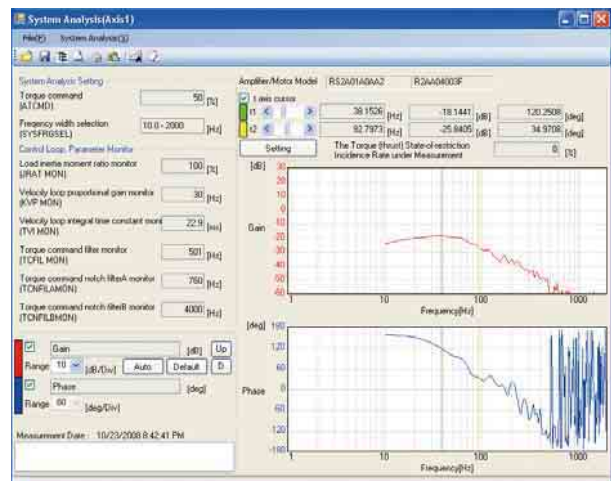 System Analysis(Axis1)
File(F) System Analysis(S)
System Analysis Setting
Torque command
(ATCMD)
50 [%]
Freqency width selection
(SYSFRGSEL)
10.0 - 2000 [Hz]
Control Loop, Parameter Monitor
Load inertia moment ratio monitor
(JRAT MON)
100 [%]
Velocity loop proportional gain monitor
(KVP MON)
30 [Hz]
Velocity loop integral time constant moni
(TVI MON)
22.9 [ms]
Torque command filter monitor
(TCFIL MON)
501 [Hz]
Torque command notch filterA monitor
(TCNFILAMON)
760 [Hz]
Torque command notch filterB monitor
(TCNFILBMON)
4000 [Hz]
Gain [dB] Up
Range 10 [dB/Div] Auto Default D
Phase [deg]
Range 60 [deg/Div]
Measurement Date : 10/23/2008 8:42:41 PM
Amplifier/Motor Model RS2A01A0AA2 R2AA04003F
t axis cursor
t1 < > 38.1526 [Hz] -18.1441 [dB] 120.2508 [deg]
t2 < > 92.7973 [Hz] -25.8405 [dB] 34.9708 [deg]
Setting
The Torque (thrust) State-of-restriction
Incidence Rate under Measurement
0 [%]
[dB] 30
20
10
0
Gain
-10
-20
-30
-40
-50
-60
1 10 100 1000
Frequency[Hz]
[deg] 180
120
60
Phase 0
-60
-120
-180
1 10 100 1000
Frequency[Hz]